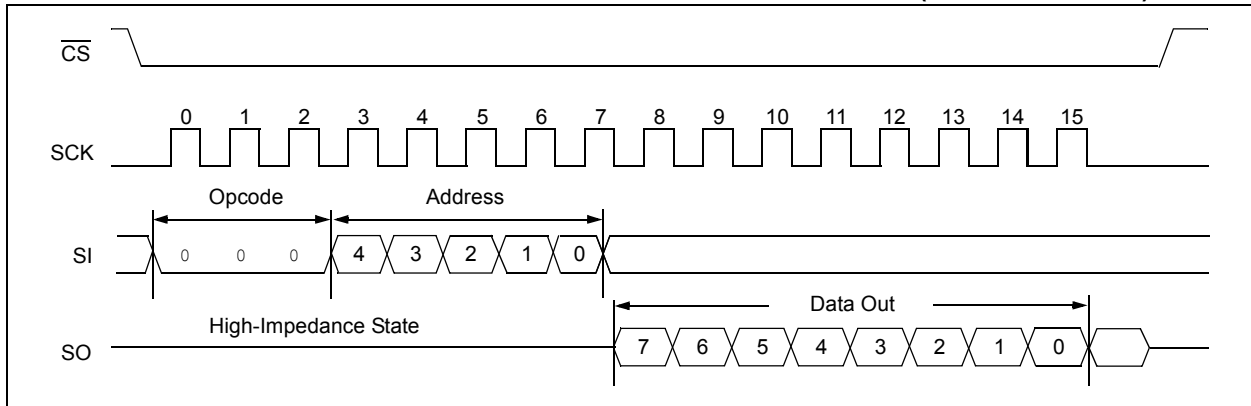 CS
0 1 2 3 4 5 6 7 8 9 10 11 12 13 14 15
SCK
Opcode Address
SI 0 0 0 4 3 2 1 0
Data Out
High-Impedance State
SO 7 6 5 4 3 2 1 0